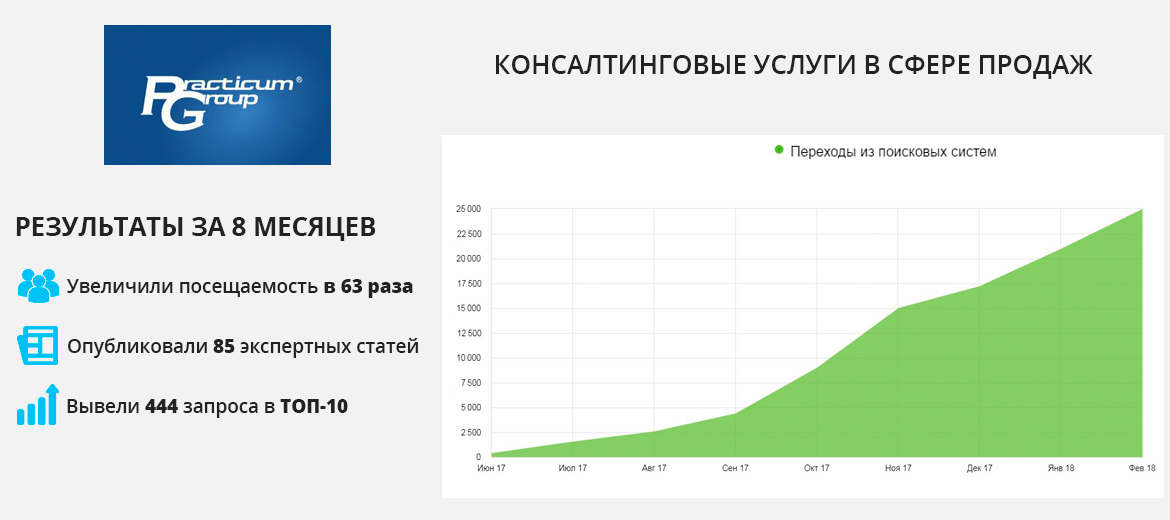 Practicum®
Group
КОНСАЛТИНГОВЫЕ УСЛУГИ В СФЕРЕ ПРОДАЖ
РЕЗУЛЬТАТЫ ЗА 8 МЕСЯЦЕВ
Увеличили посещаемость в 63 раза
Опубликовали 85 экспертных статей
Вывели 444 запроса в ТОП-10
Переходы из поисковых систем
25 000
22 500
20 000
17 500
15 000
12 500
10 000
7 500
5 000
2 500
0
Июн 17 Июл 17 Авг 17 Сен 17 Окт 17 Ноя 17 Дек 17 Янв 18 Фев 18